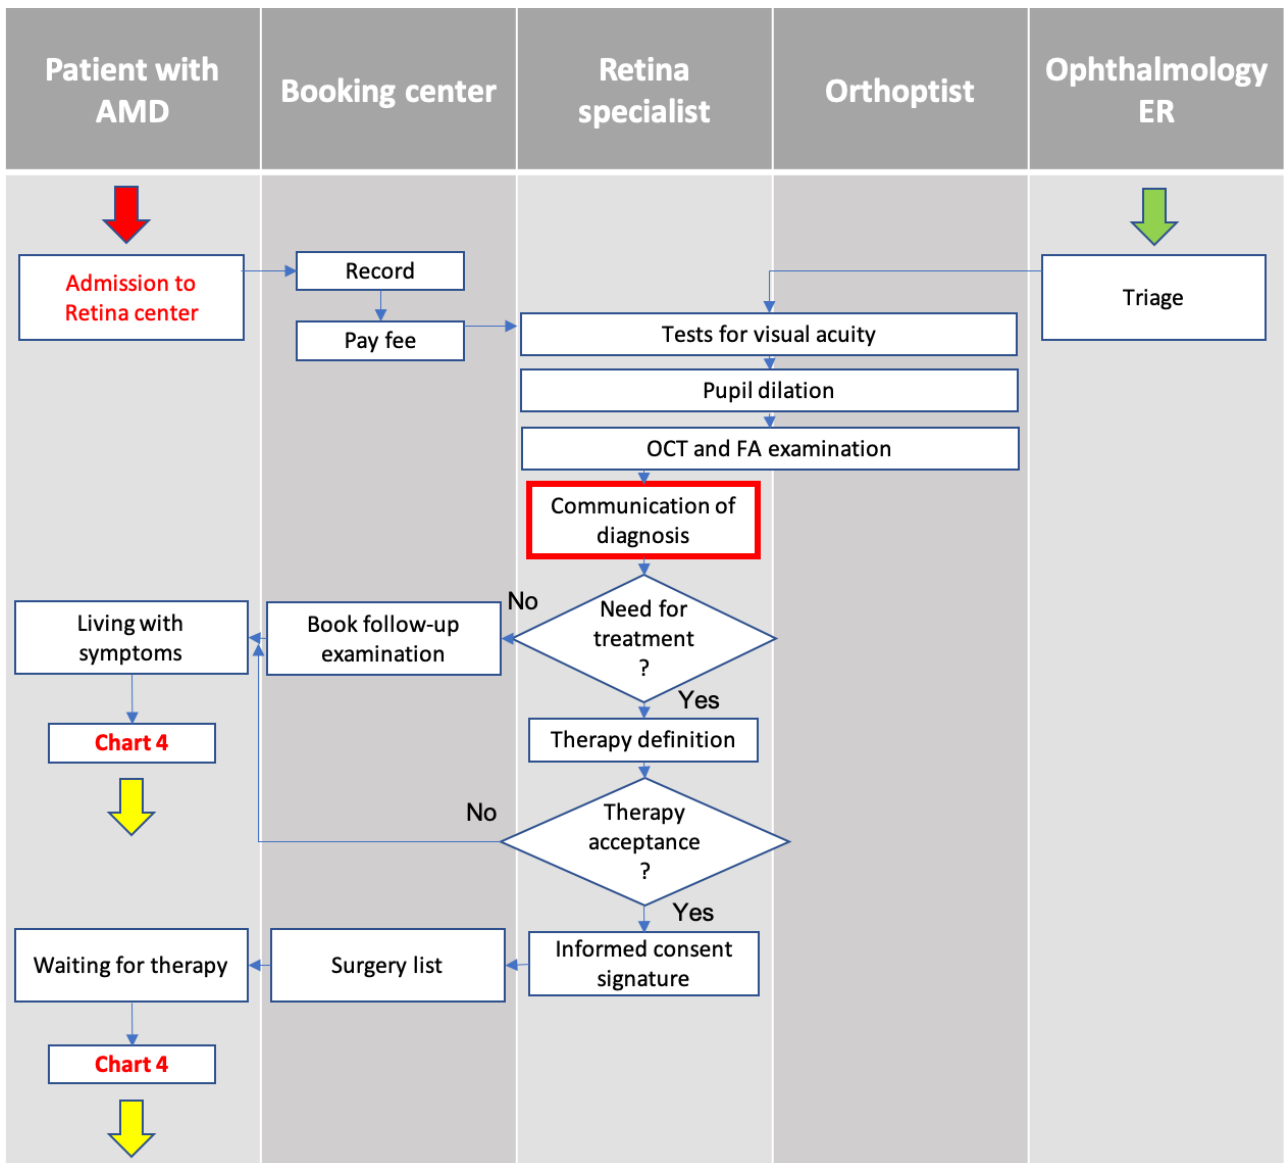 Patient with
AMD
Booking center
Retina
specialist
Orthoptist
Ophthalmology
ER
Admission to
Retina center
Record
Pay fee
Triage
Tests for visual acuity
Pupil dilation
OCT and FA examination
Communication of
diagnosis
Need for
treatment
?
No
Book follow-up
examination
Living with
symptoms
Chart 4
Yes
Therapy definition
Therapy
acceptance
?
No
Yes
Informed consent
signature
Surgery list
Waiting for therapy
Chart 4